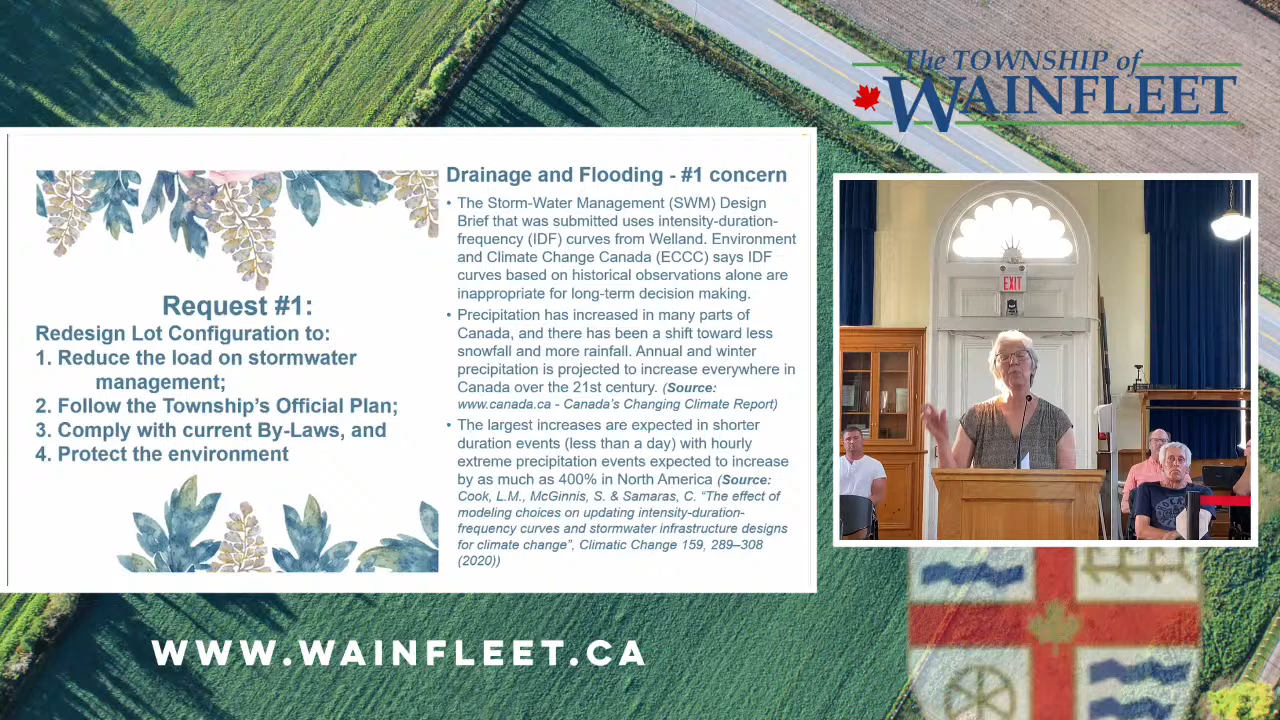 The TOWNSHIP of
WAINFLEET
Request #1:
Redesign Lot Configuration to:
1. Reduce the load on stormwater
management;
2. Follow the Township's Official Plan;
3. Comply with current By-Laws, and
4. Protect the environment
Drainage and Flooding - #1 concern
• The Storm-Water Management (SWM) Design
Brief that was submitted uses intensity-duration-
frequency (IDF) curves from Welland. Environment
and Climate Change Canada (ECCC) says IDF
curves based on historical observations alone are
inappropriate for long-term decision making.
• Precipitation has increased in many parts of
Canada, and there has been a shift toward less
snowfall and more rainfall. Annual and winter
precipitation is projected to increase everywhere in
Canada over the 21st century. (Source:
www.canada.ca - Canada's Changing Climate Report)
• The largest increases are expected in shorter
duration events (less than a day) with hourly
extreme precipitation events expected to increase
by as much as 400% in North America (Source:
Cook, L.M., McGinnis, S. & Samaras, C. "The effect of
modeling choices on updating intensity-duration-
frequency curves and stormwater infrastructure designs
for climate change", Climatic Change 159, 289–308
(2020))
EXIT
WWW.WAINFLEET.CA